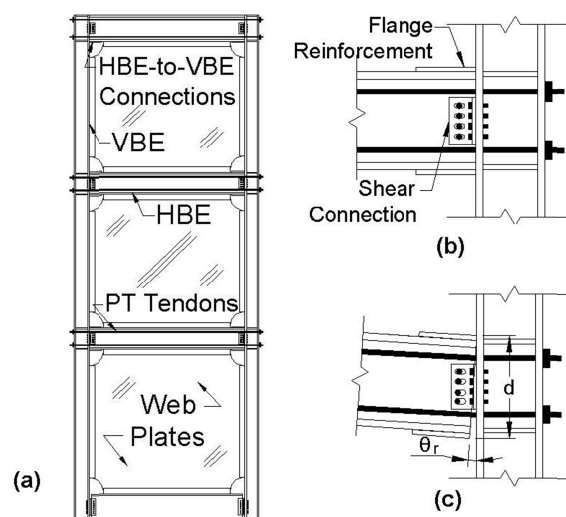 HBE-to-VBE
Connections
VBE
HBE
PT Tendons
Web
Plates
(a)
Flange
Reinforcement
Shear
Connection
(b)
d
θr
(c)